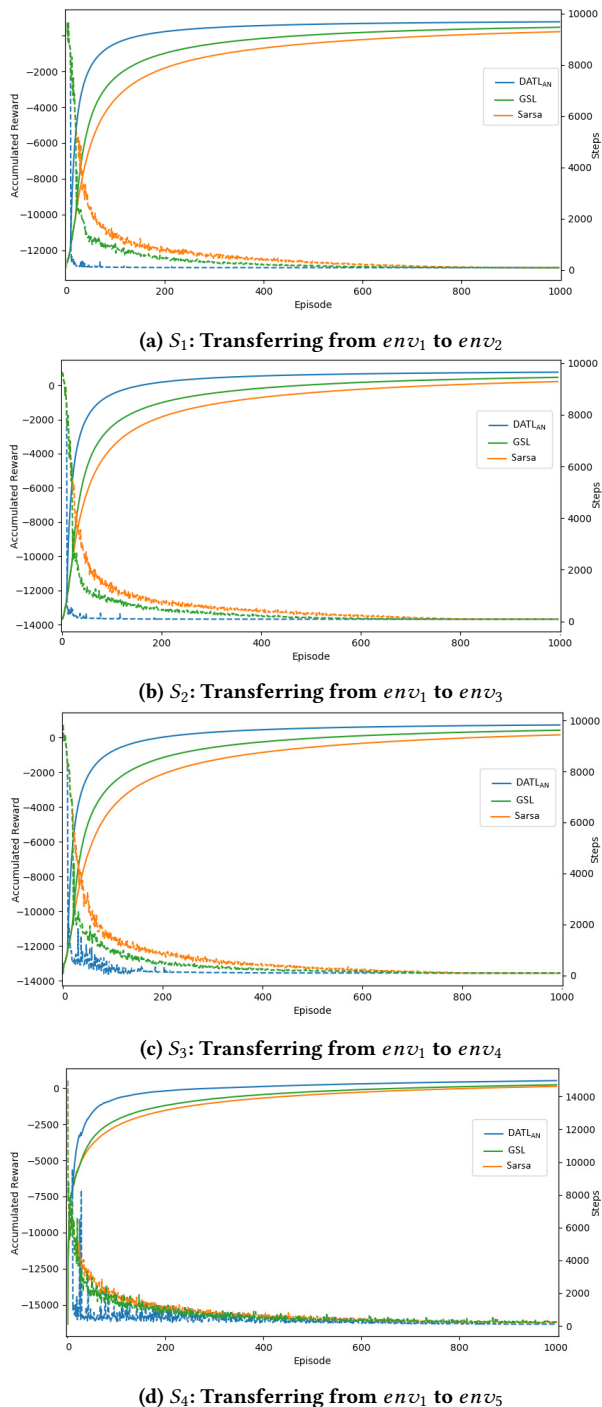 Accumulated Reward
−2000
−4000
−6000
−8000
−10000
−12000
0
200
400
600
800
1000
Episode
10000
8000
6000
4000
2000
0
Steps
DATL_AN
GSL
Sarsa
(a) S₁: Transferring from env₁ to env₂
Accumulated Reward
0
−2000
−4000
−6000
−8000
−10000
−12000
−14000
0
200
400
600
800
1000
Episode
10000
8000
6000
4000
2000
0
Steps
DATL_AN
GSL
Sarsa
(b) S₂: Transferring from env₁ to env₃
Accumulated Reward
0
−2000
−4000
−6000
−8000
−10000
−12000
−14000
0
200
400
600
800
1000
Episode
10000
8000
6000
4000
2000
0
Steps
DATL_AN
GSL
Sarsa
(c) S₃: Transferring from env₁ to env₄
Accumulated Reward
0
−2500
−5000
−7500
−10000
−12500
−15000
0
200
400
600
800
1000
Episode
14000
12000
10000
8000
6000
4000
2000
0
Steps
DATL_AN
GSL
Sarsa
(d) S₄: Transferring from env₁ to env₅